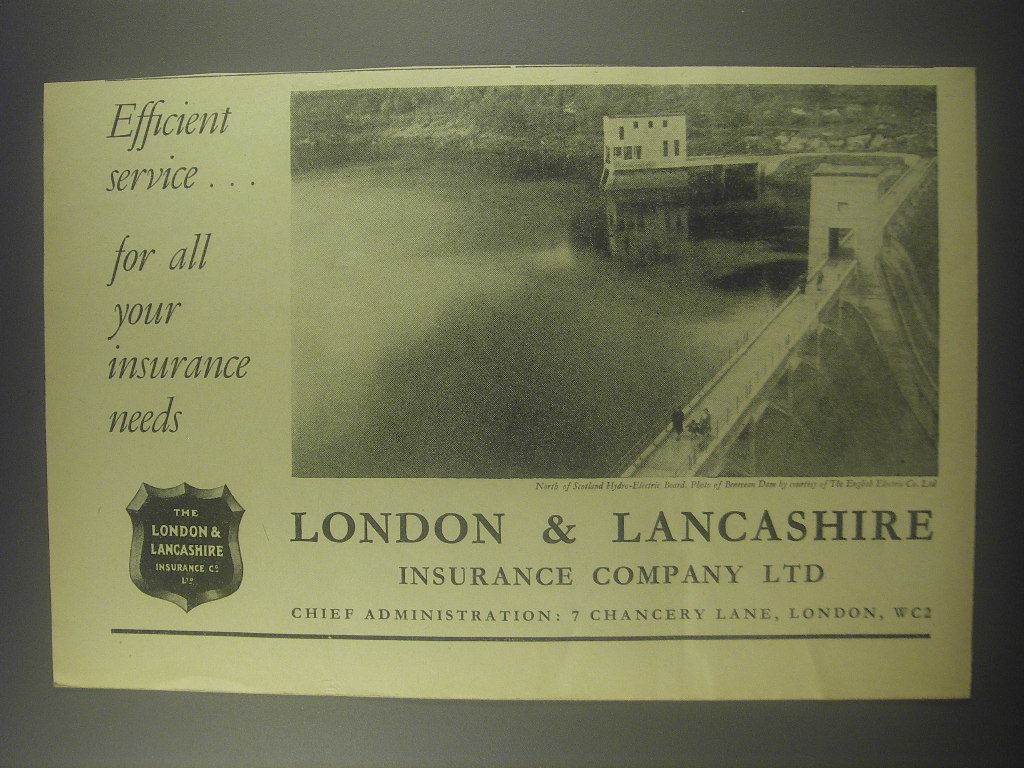 Efficient
service . . .
for all
your
insurance
needs
North of Scotland Hydro-Electric Board. Photo of Dam by courtesy of The English Electric Co. Ltd
THE
LONDON &
LANCASHIRE
INSURANCE Cº
Lᵀᴰ
LONDON & LANCASHIRE
INSURANCE COMPANY LTD
CHIEF ADMINISTRATION: 7 CHANCERY LANE, LONDON, WC2